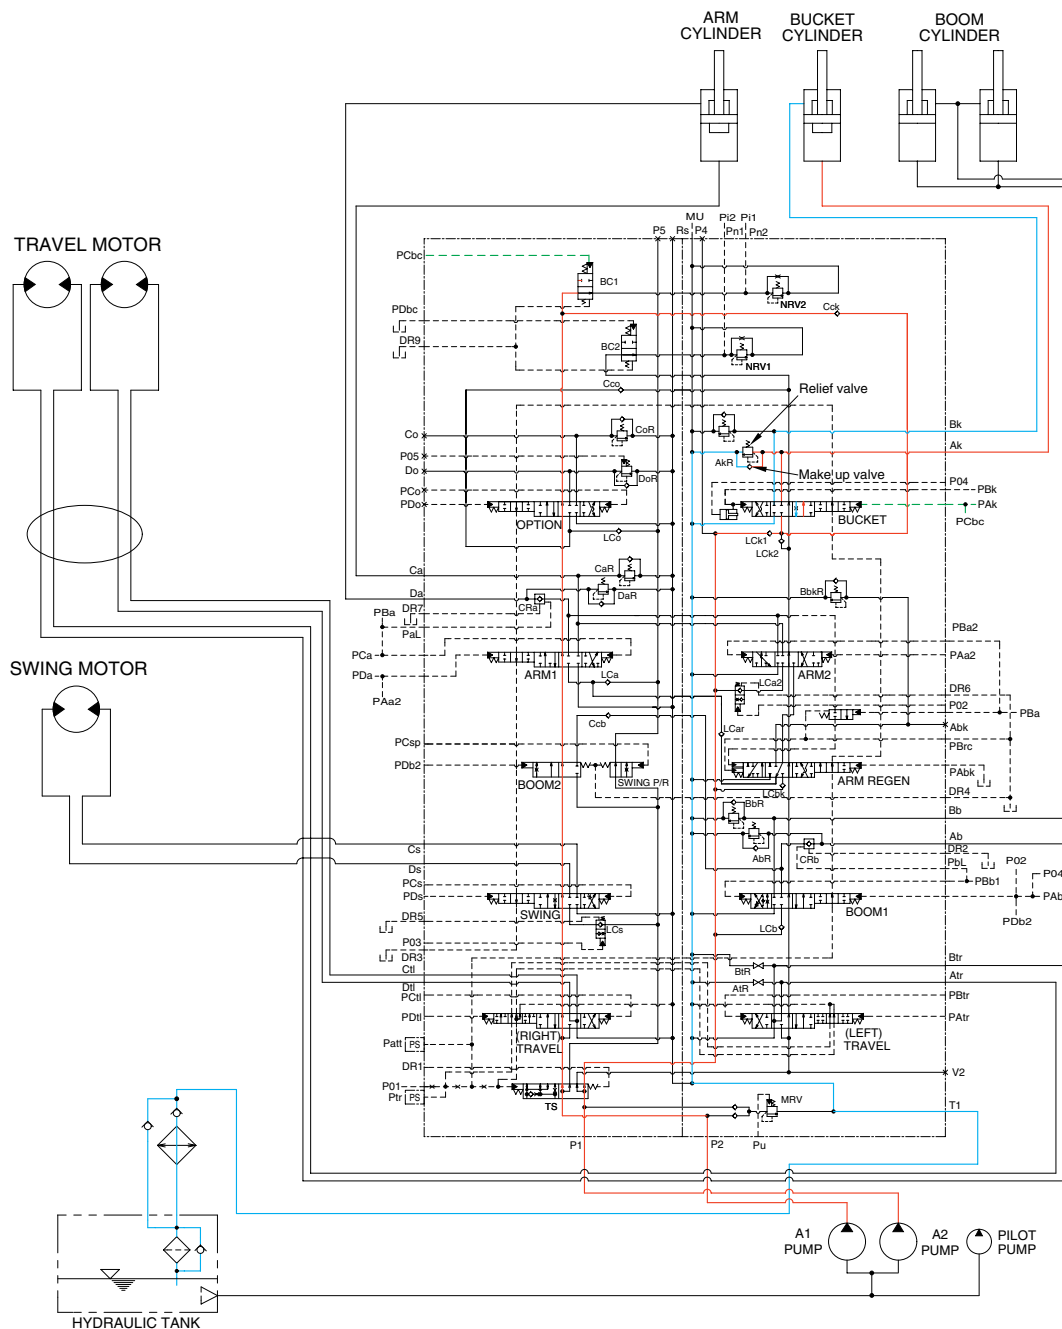 ARM
CYLINDER
BUCKET
CYLINDER
BOOM
CYLINDER
TRAVEL MOTOR
SWING MOTOR
MU
Pi2 Pi1
P5 Rs P4 Pn1 Pn2
PCbc
BC1
NRV2
Cck
PDbc
DR9
BC2
NRV1
Cco
Relief valve
Co
CoR
Bk
Ak
P05
Do
DoR
AkR
Make up valve
P04
PCo
PBk
PDo
PAk
OPTION
BUCKET
PCbc
LCo
LCk1
LCk2
Ca
CaR
Da
DaR
BbkR
PBa
DR7
CRa
PaL
PBa2
PCa
PAa2
PDa
ARM1
ARM2
PAa2
LCa
LCa2
DR6
P02
PBa
Ccb
LCar
Abk
PCsp
PBrc
PDb2
PAbk
BOOM2
SWING P/R
ARM REGEN
LCbk
DR4
BbR
Bb
Ab
Cs
AbR
CRb
DR2
Ds
PbL
P02
PCs
PBb1
P04
PDs
PAb
SWING
BOOM1
DR5
PDb2
LCs
LCb
P03
DR3
Btr
Ctl
BtR
Atr
Dtl
AtR
PCtl
PBtr
PDtl
PAtr
(RIGHT)
TRAVEL
(LEFT)
TRAVEL
Patt PS
DR1
V2
P01
Ptr PS
TS
MRV
T1
P1
P2
Pu
A1
PUMP
A2
PUMP
PILOT
PUMP
HYDRAULIC TANK